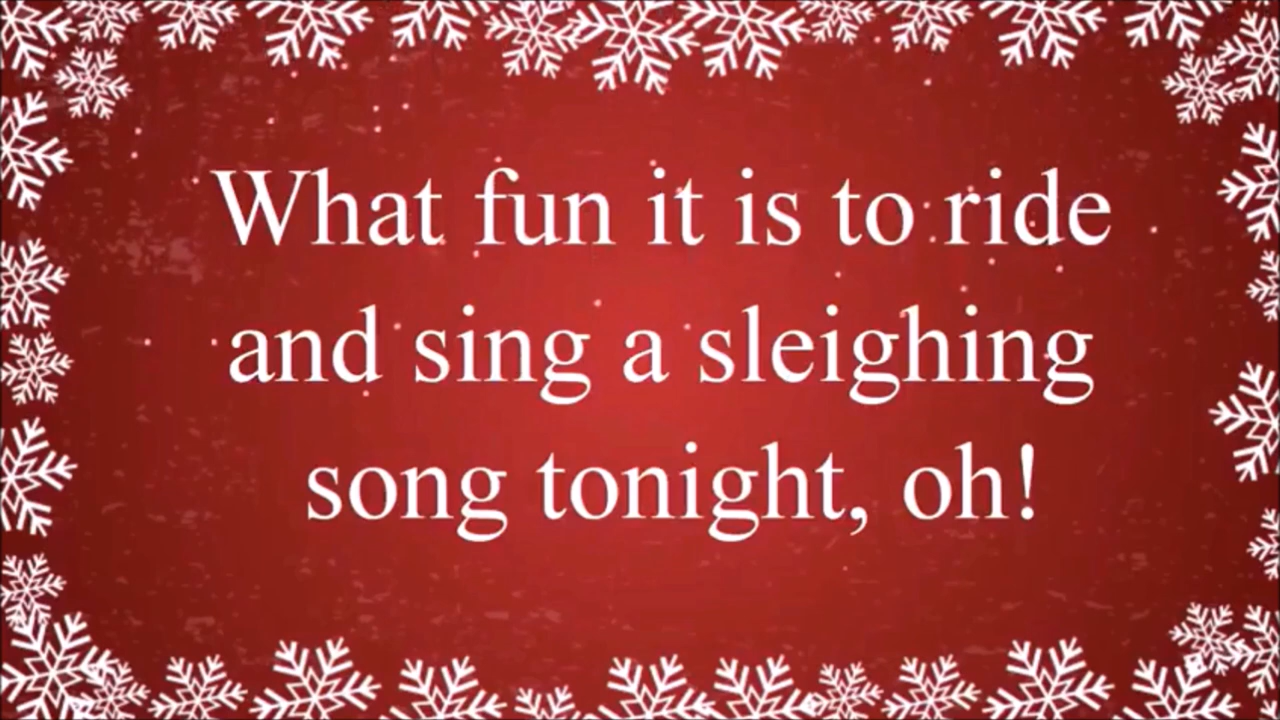 What fun it is to ride
and sing a sleighing
song tonight, oh!